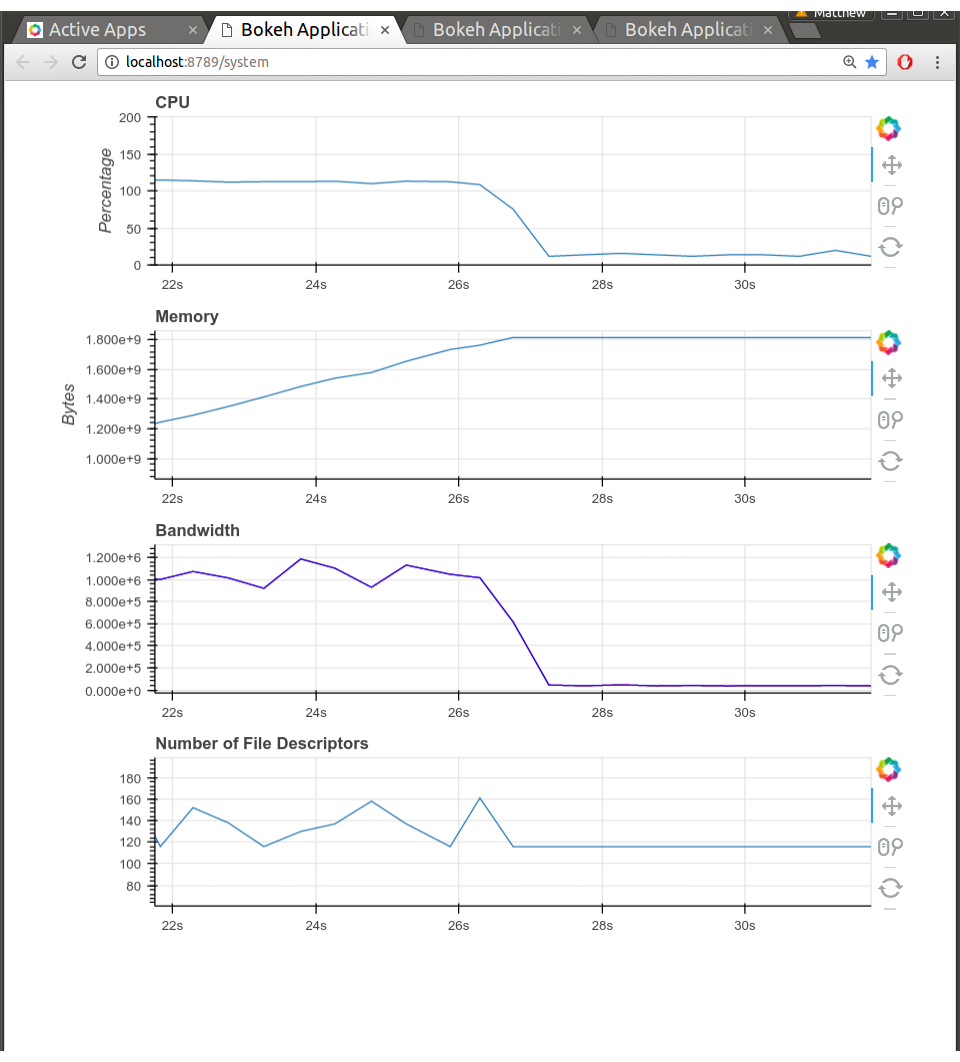 Matthew
Active Apps
Bokeh Applicati
Bokeh Applicati
Bokeh Applicati
localhost:8789/system
CPU
Percentage
200
150
100
50
0
22s 24s 26s 28s 30s
Memory
Bytes
1.800e+9
1.600e+9
1.400e+9
1.200e+9
1.000e+9
22s 24s 26s 28s 30s
Bandwidth
1.200e+6
1.000e+6
8.000e+5
6.000e+5
4.000e+5
2.000e+5
0.000e+0
22s 24s 26s 28s 30s
Number of File Descriptors
180
160
140
120
100
80
22s 24s 26s 28s 30s